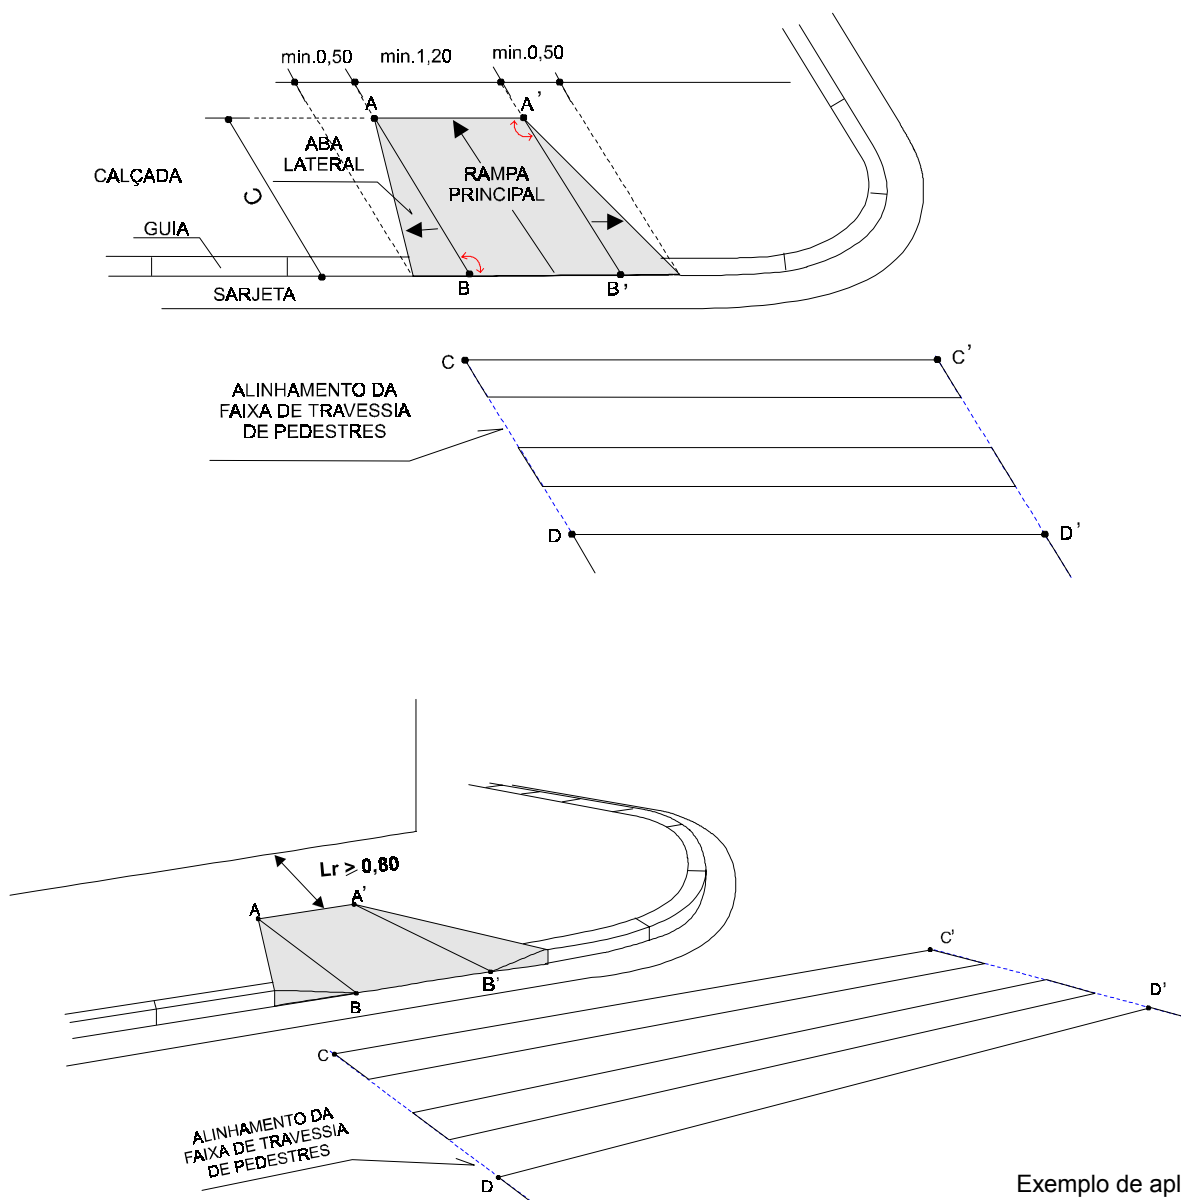 min.0,50
min.1,20
min.0,50
A
A'
ABA
LATERAL
CALÇADA
RAMPA
PRINCIPAL
C
GUIA
SARJETA
B
B'
C
C'
ALINHAMENTO DA
FAIXA DE TRAVESSIA
DE PEDESTRES
D
D'
Lr ≥ 0,80
A
A'
B
B'
C'
D'
C
ALINHAMENTO DA
FAIXA DE TRAVESSIA
DE PEDESTRES
D
Exemplo de apl